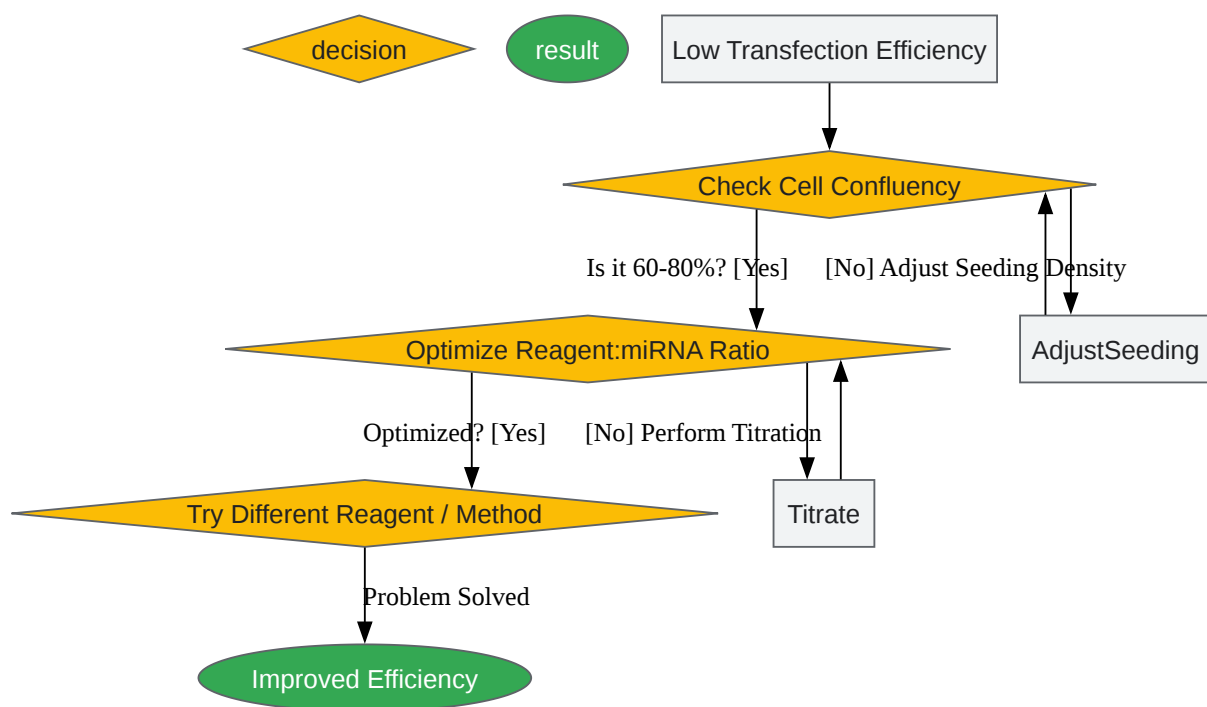 decision
result
Low Transfection Efficiency
Check Cell Confluency
Is it 60-80%? [Yes]
[No] Adjust Seeding Density
Optimize Reagent:miRNA Ratio
AdjustSeeding
Optimized? [Yes]
[No] Perform Titration
Try Different Reagent / Method
Titrate
Problem Solved
Improved Efficiency